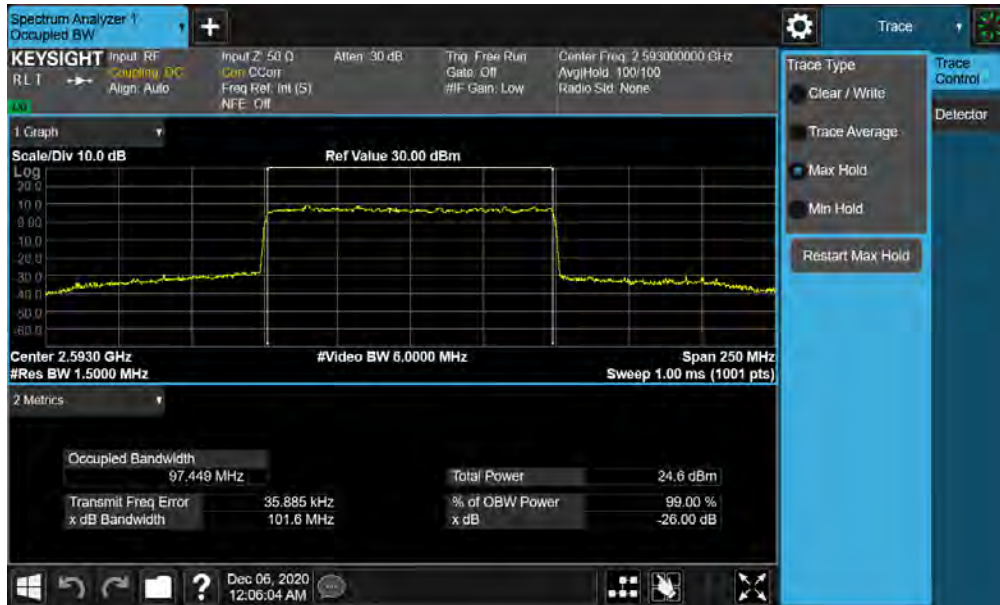 Spectrum Analyzer 1
Occupied BW
+
Trace
KEYSIGHT
Input: RF
Input Z: 50 Ω
Atten: 30 dB
Trig: Free Run
Center Freq: 2.593000000 GHz
RLT
Coupling: DC
Corr CCorr
Gate: Off
Avg|Hold: 100/100
Align: Auto
Freq Ref: Int (S)
#IF Gain: Low
Radio Std: None
NFE: Off
1 Graph
Scale/Div 10.0 dB
Ref Value 30.00 dBm
Log
20.0
10.0
0.00
-10.0
-20.0
-30.0
-40.0
-50.0
-60.0
Center 2.5930 GHz
#Video BW 6.0000 MHz
Span 250 MHz
#Res BW 1.5000 MHz
Sweep 1.00 ms (1001 pts)
2 Metrics
Occupied Bandwidth
97.449 MHz
Total Power
24.6 dBm
Transmit Freq Error
35.885 kHz
% of OBW Power
99.00 %
x dB Bandwidth
101.6 MHz
x dB
-26.00 dB
?
Dec 06, 2020
12:06:04 AM
Trace Type
Clear / Write
Trace Average
Max Hold
Min Hold
Restart Max Hold
Trace
Control
Detector